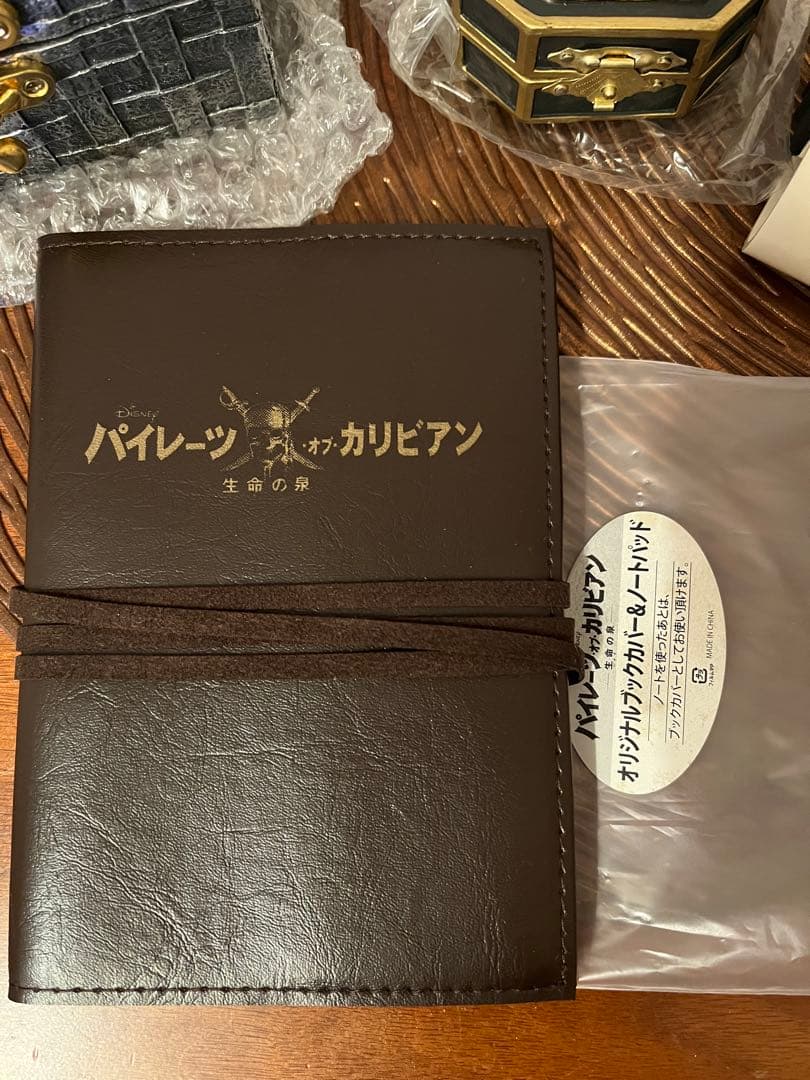 DISNEY
パイレーツ・オブ・カリビアン
生命の泉
パイレーツ・オブ・カリビアン
生命の泉
オリジナルブックカバー&ノートパッド
ノートを使ったあとは、
ブックカバーとしてお使い頂けます。
MADE IN CHINA